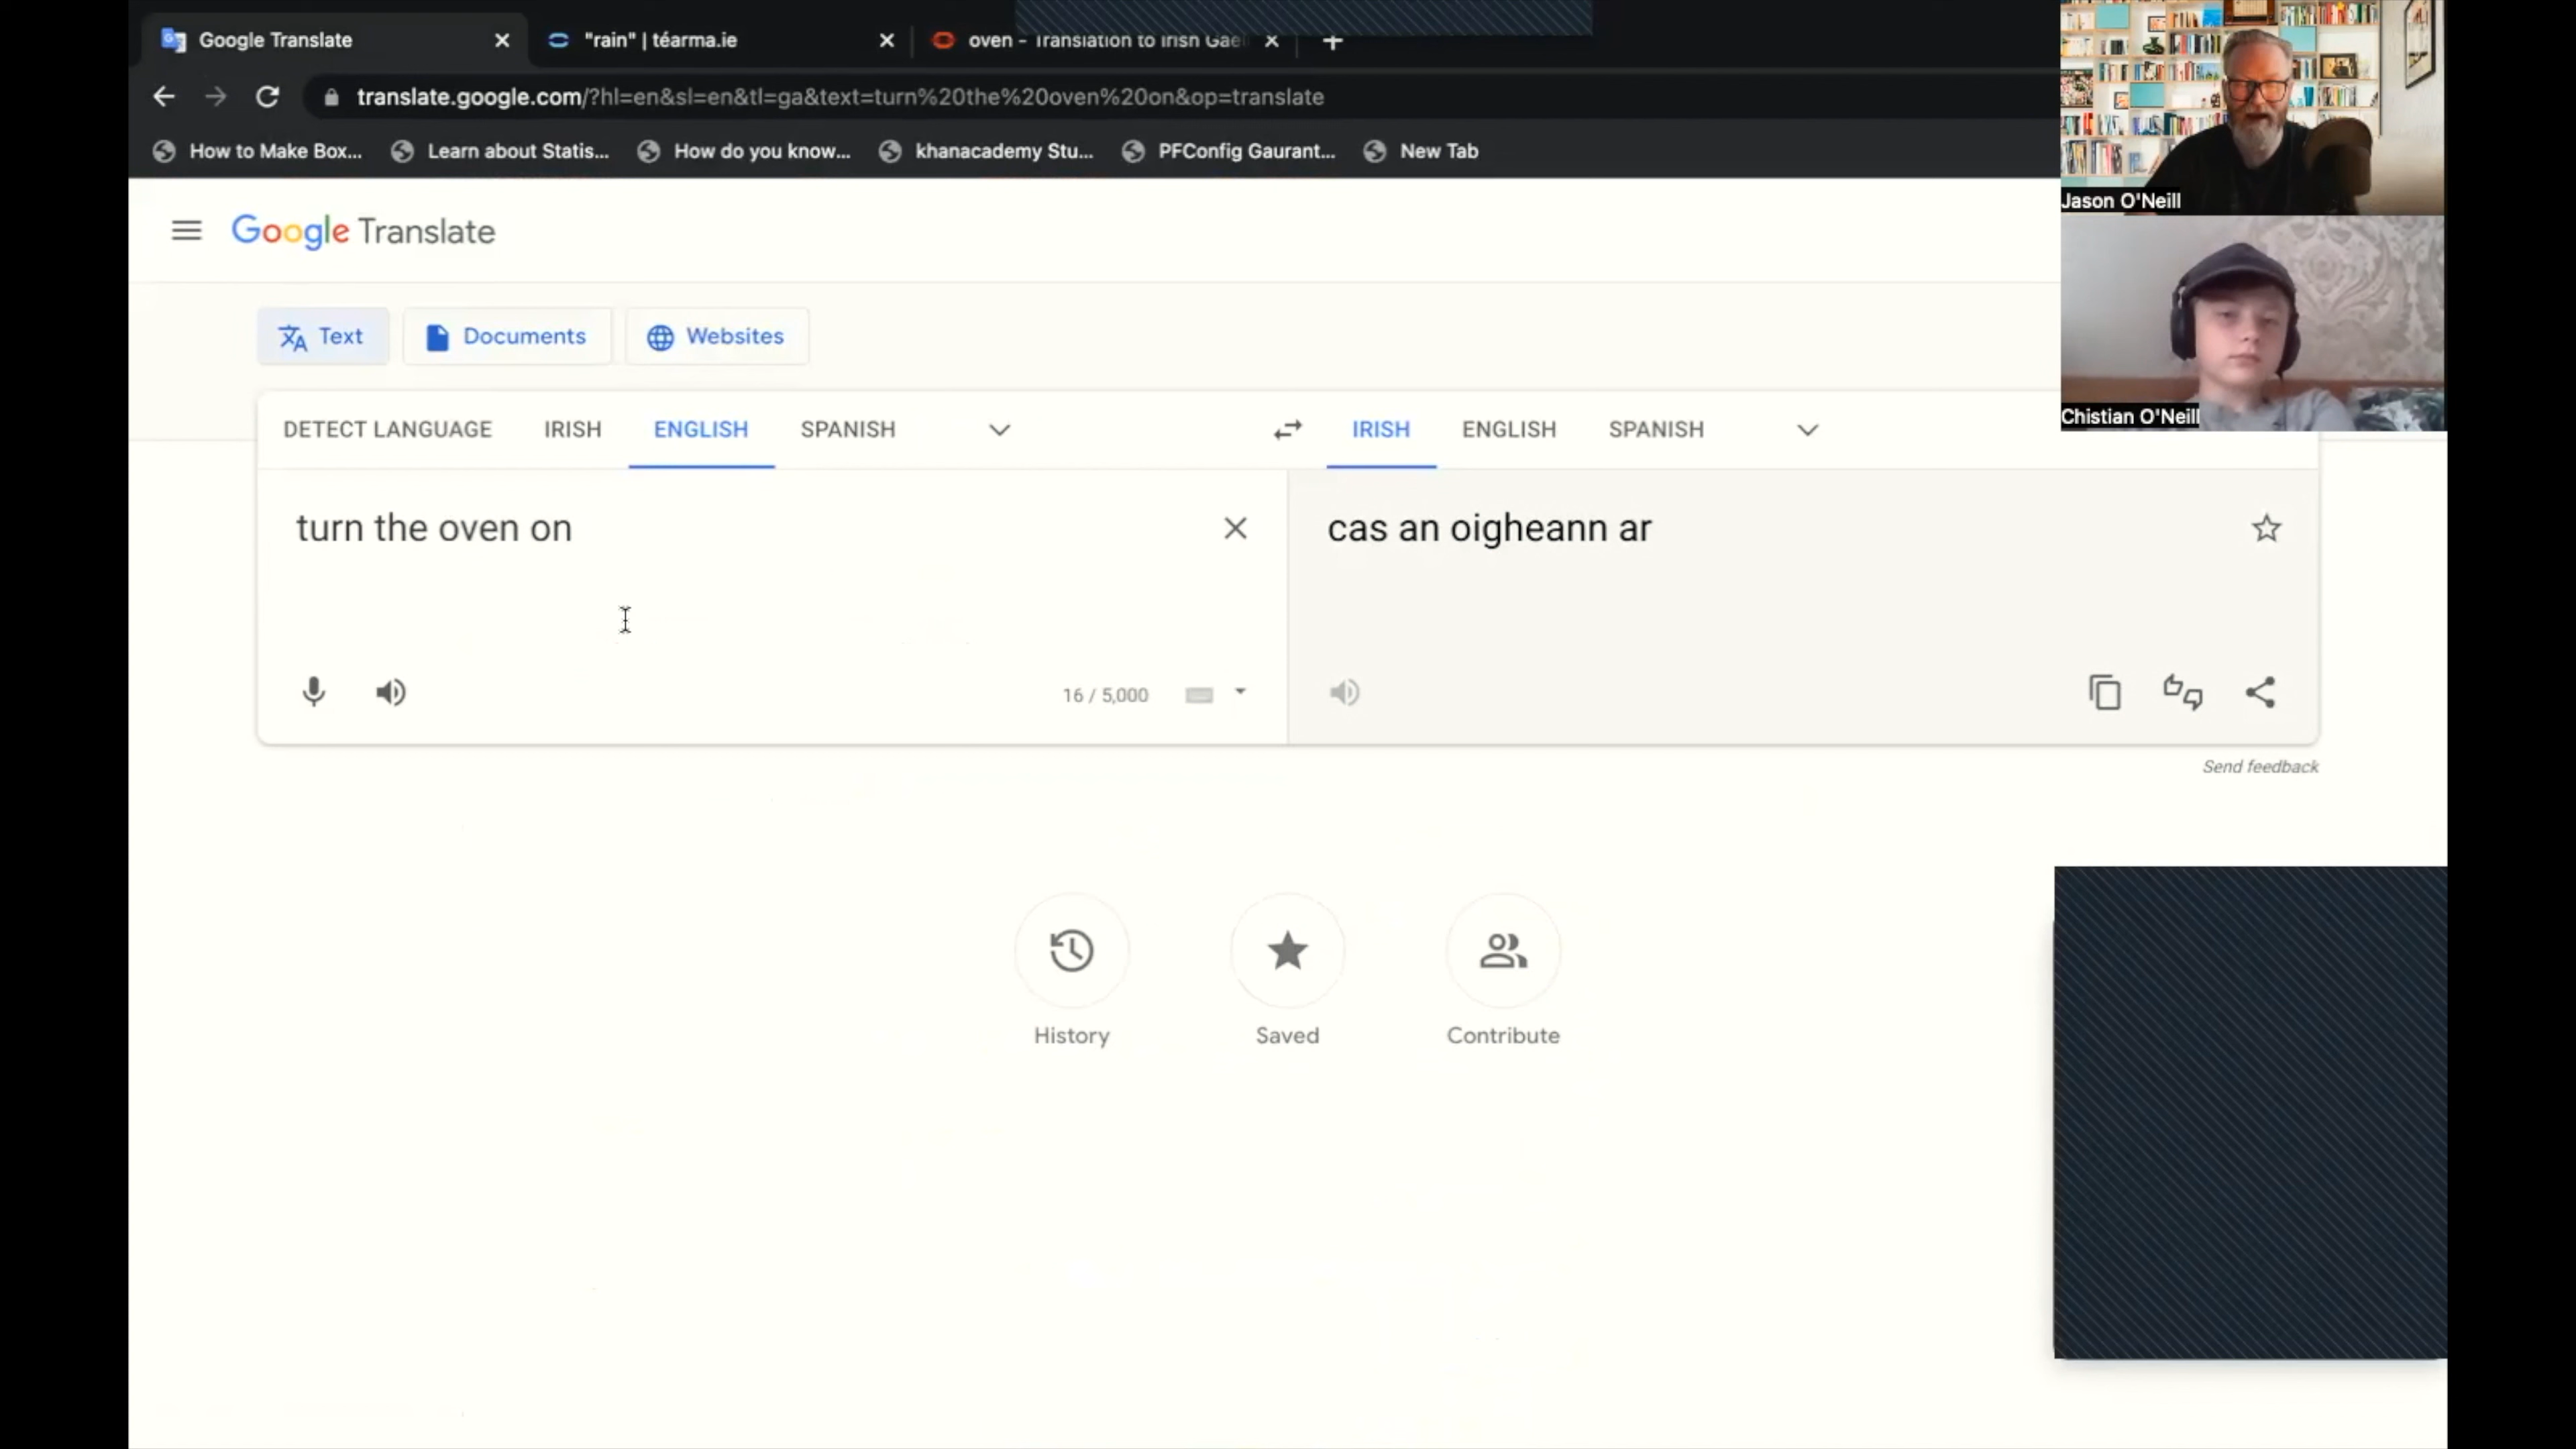 Google Translate
"rain" | téarma.ie
oven - Translation to Irish Gael
translate.google.com/?hl=en&sl=en&tl=ga&text=turn%20the%20oven%20on&op=translate
How to Make Box...
Learn about Statis...
How do you know...
khanacademy Stu...
PFConfig Gaurant...
New Tab
Jason O'Neill
Google Translate
Text
Documents
Websites
Chistian O'Neill
DETECT LANGUAGE
IRISH
ENGLISH
SPANISH
IRISH
ENGLISH
SPANISH
turn the oven on
cas an oigheann ar
16 / 5,000
Send feedback
History
Saved
Contribute